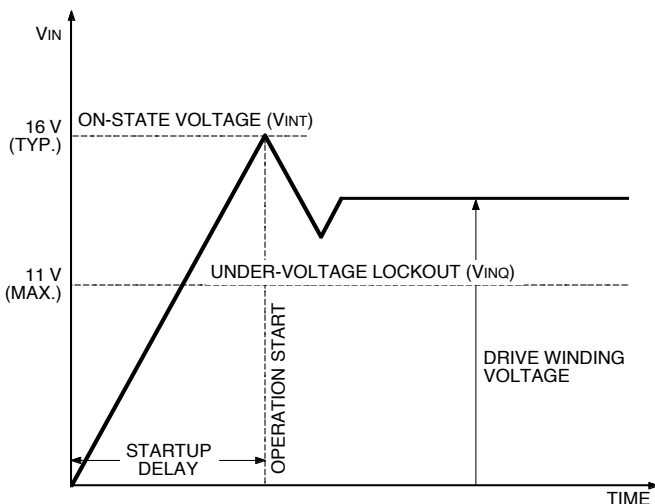 VIN
ON-STATE VOLTAGE (VINT)
16 V
(TYP.)
UNDER-VOLTAGE LOCKOUT (VINQ)
11 V
(MAX.)
OPERATION START
DRIVE WINDING
VOLTAGE
STARTUP
DELAY
TIME